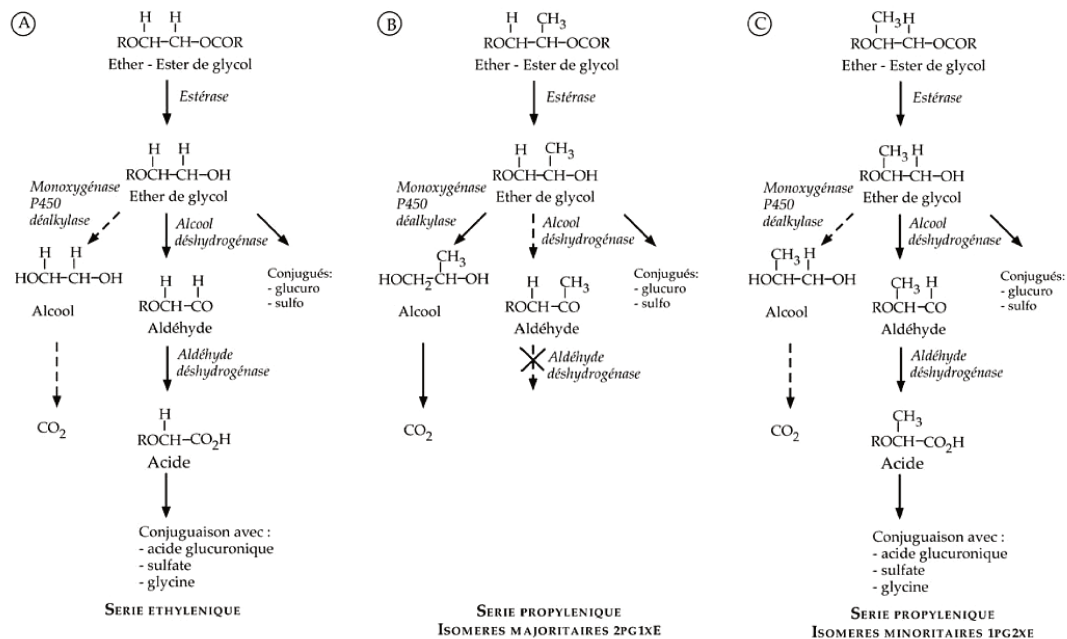 A
H H
ROCH–CH–OCOR
Ether - Ester de glycol
Estérase
H H
ROCH–CH–OH
Ether de glycol
Monoxygénase
P450
déalkylase
Alcool
déshydrogénase
H H
HOCH–CH–OH
Alcool
H H
ROCH–CO
Aldéhyde
Conjugués:
- glucuro
- sulfo
Aldéhyde
déshydrogénase
CO2
H
ROCH–CO2H
Acide
Conjuguaison avec :
- acide glucuronique
- sulfate
- glycine
SERIE ETHYLENIQUE
B
H CH3
ROCH–CH–OCOR
Ether - Ester de glycol
Estérase
H CH3
ROCH–CH–OH
Ether de glycol
Monoxygénase
P450
déalkylase
Alcool
déshydrogénase
CH3
HOCH2–CH–OH
Alcool
H CH3
ROCH–CO
Aldéhyde
Conjugués:
- glucuro
- sulfo
Aldéhyde
déshydrogénase
CO2
SERIE PROPYLENIQUE
ISOMERES MAJORITAIRES 2PG1XE
C
CH3 H
ROCH–CH–OCOR
Ether - Ester de glycol
Estérase
CH3 H
ROCH–CH–OH
Ether de glycol
Monoxygénase
P450
déalkylase
Alcool
déshydrogénase
CH3 H
HOCH–CH–OH
Alcool
CH3 H
ROCH–CO
Aldéhyde
Conjugués:
- glucuro
- sulfo
Aldéhyde
déshydrogénase
CO2
CH3
ROCH–CO2H
Acide
Conjuguaison avec :
- acide glucuronique
- sulfate
- glycine
SERIE PROPYLENIQUE
ISOMERES MINORITAIRES 1PG2XE